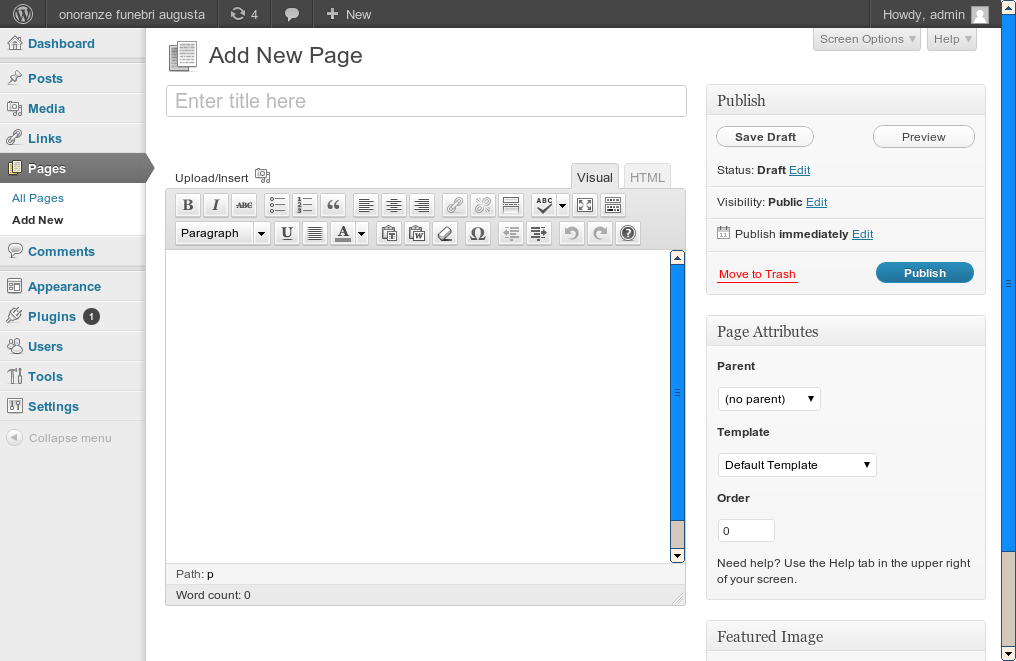 onoranze funebri augusta 4 New Howdy, admin
Screen Options Help
Dashboard
Posts
Media
Links
Pages
All Pages
Add New
Comments
Appearance
Plugins 1
Users
Tools
Settings
Collapse menu
Add New Page
Enter title here
Upload/Insert Visual HTML
B I ABC ABC
Paragraph U A T W Ω
Path: p
Word count: 0
Publish
Save Draft Preview
Status: Draft Edit
Visibility: Public Edit
Publish immediately Edit
Move to Trash Publish
Page Attributes
Parent
(no parent)
Template
Default Template
Order
0
Need help? Use the Help tab in the upper right
of your screen.
Featured Image